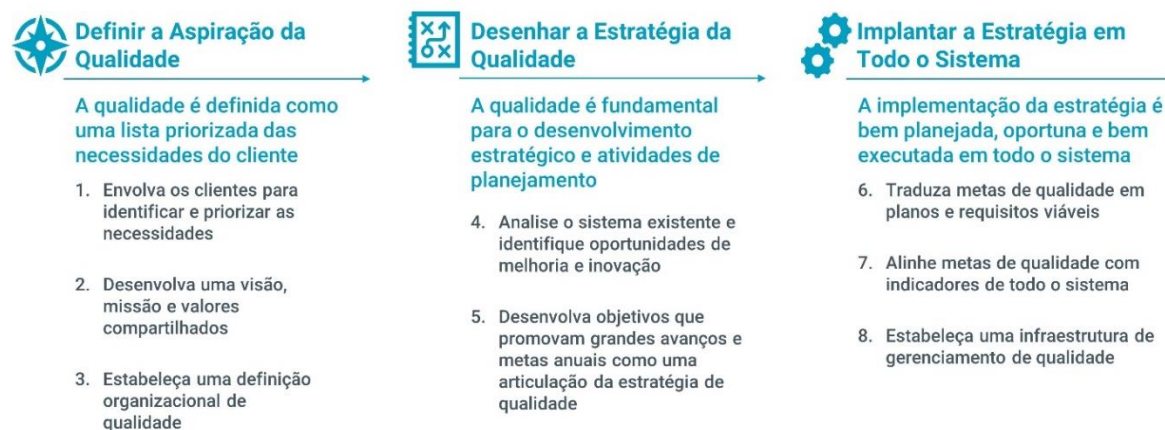 Definir a Aspiração da
Qualidade
A qualidade é definida como
uma lista priorizada das
necessidades do cliente
1. Envolva os clientes para
identificar e priorizar as
necessidades
2. Desenvolva uma visão,
missão e valores
compartilhados
3. Estabeleça uma definição
organizacional de
qualidade
Desenhar a Estratégia da
Qualidade
A qualidade é fundamental
para o desenvolvimento
estratégico e atividades de
planejamento
4. Analise o sistema existente e
identifique oportunidades de
melhoria e inovação
5. Desenvolva objetivos que
promovam grandes avanços e
metas anuais como uma
articulação da estratégia de
qualidade
Implantar a Estratégia em
Todo o Sistema
A implementação da estratégia é
bem planejada, oportuna e bem
executada em todo o sistema
6. Traduza metas de qualidade em
planos e requisitos viáveis
7. Alinhe metas de qualidade com
indicadores de todo o sistema
8. Estabeleça uma infraestrutura de
gerenciamento de qualidade